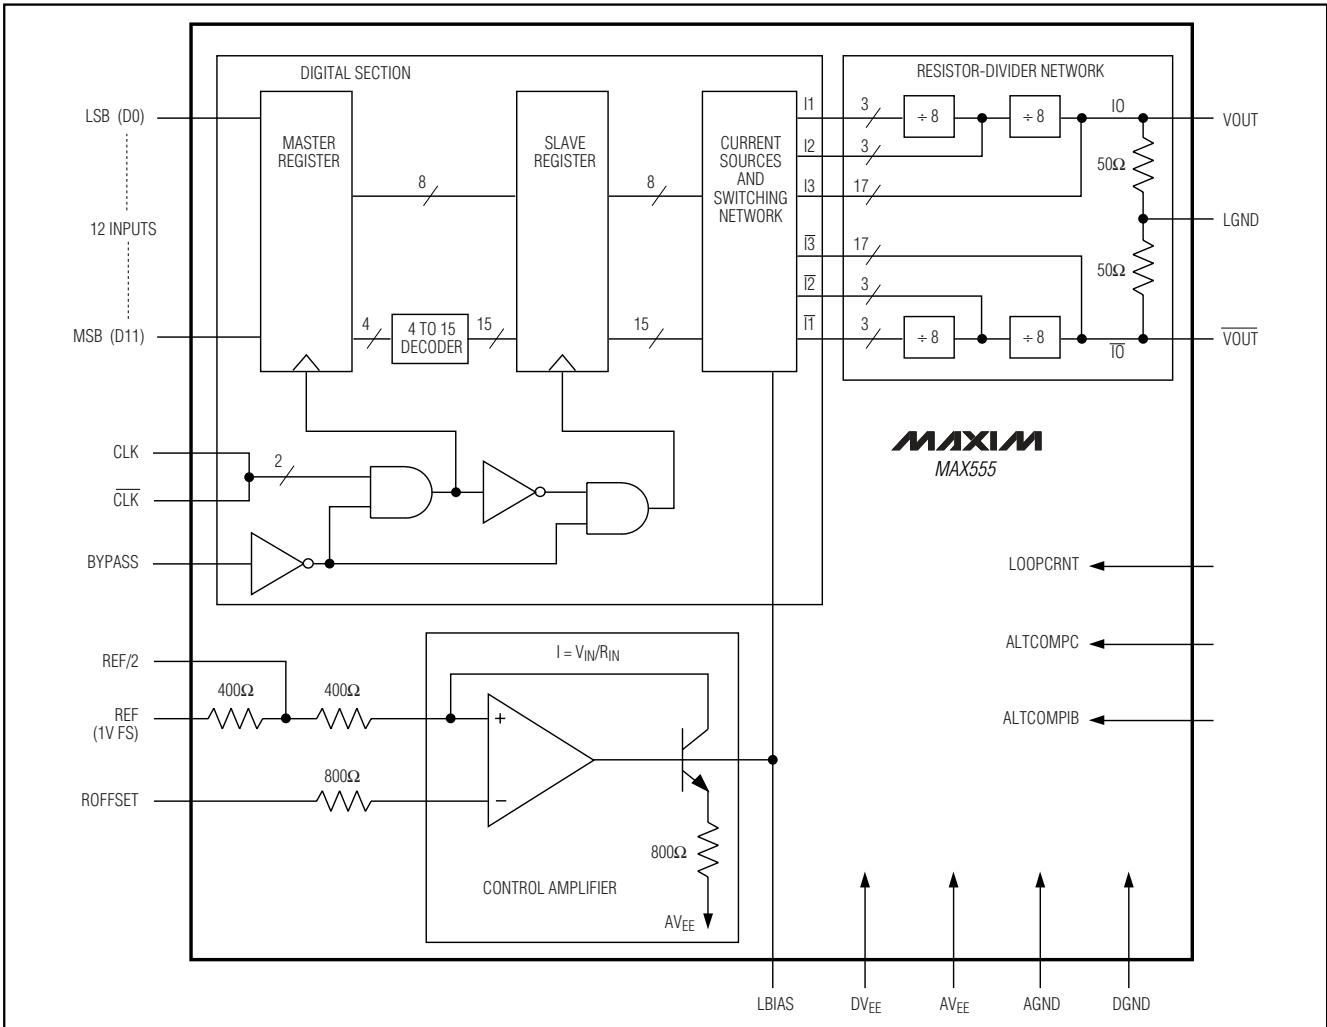 DIGITAL SECTION
RESISTOR-DIVIDER NETWORK
LSB (D0)
12 INPUTS
MSB (D11)
MASTER
REGISTER
8
4
4 TO 15
DECODER
15
SLAVE
REGISTER
8
15
CURRENT
SOURCES
AND
SWITCHING
NETWORK
I1
I2
I3
I3
I2
I1
3
3
17
17
3
3
÷ 8
÷ 8
÷ 8
÷ 8
IO
IO
50Ω
50Ω
VOUT
LGND
VOUT
CLK
CLK
2
BYPASS
MAXIM
MAX555
LOOPCRNT
ALTCOMPC
ALTCOMPIB
REF/2
400Ω
400Ω
REF
(1V FS)
800Ω
ROFFSET
I = VIN/RIN
+
−
800Ω
CONTROL AMPLIFIER
AVEE
LBIAS
DVEE
AVEE
AGND
DGND